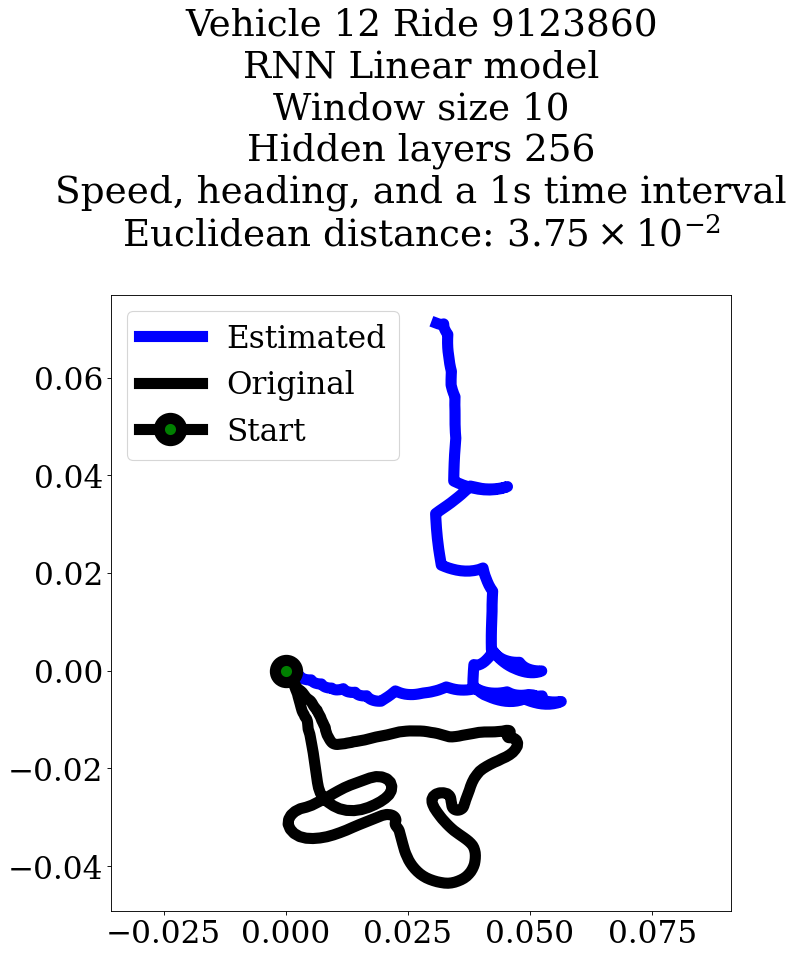 Vehicle 12 Ride 9123860
RNN Linear model
Window size 10
Hidden layers 256
Speed, heading, and a 1s time interval
Euclidean distance: 3.75 × 10⁻²
Estimated
Original
Start
0.06
0.04
0.02
0.00
−0.02
−0.04
−0.025 0.000 0.025 0.050 0.075